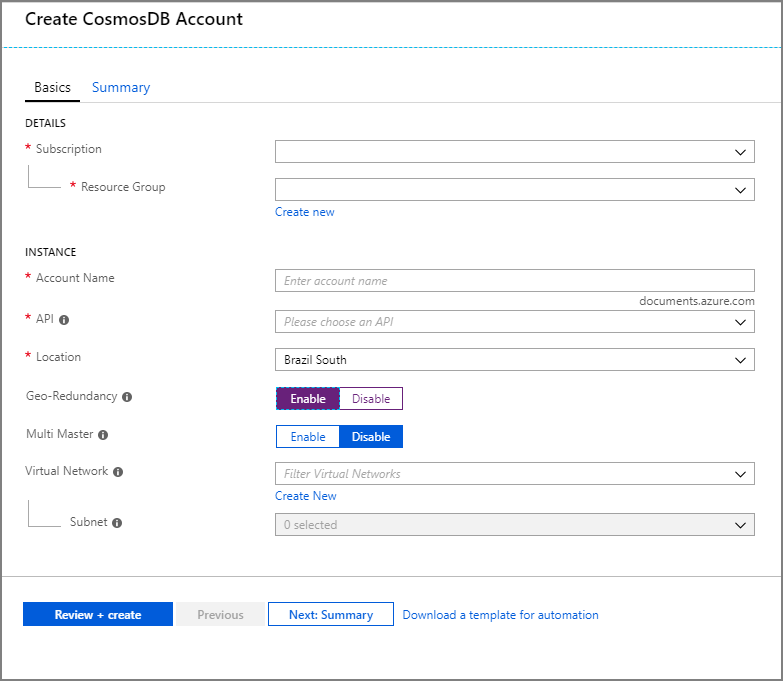 Create CosmosDB Account
Basics Summary
DETAILS
* Subscription
* Resource Group
Create new
INSTANCE
* Account Name Enter account name
documents.azure.com
* API Please choose an API
* Location Brazil South
Geo-Redundancy Enable Disable
Multi Master Enable Disable
Virtual Network Filter Virtual Networks
Create New
Subnet 0 selected
Review + create Previous Next: Summary Download a template for automation